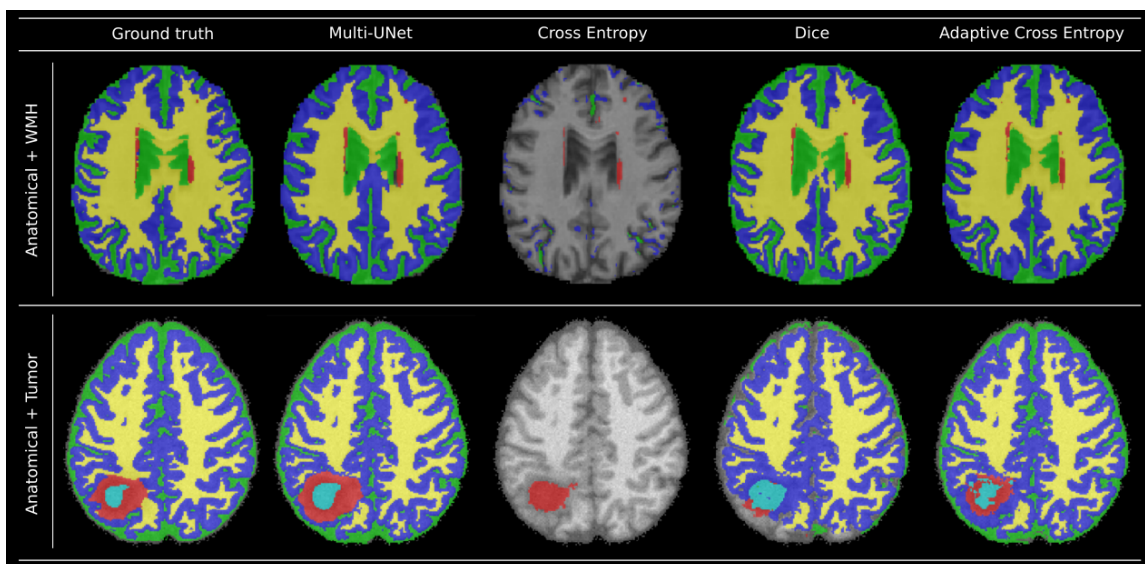 Ground truth
Multi-UNet
Cross Entropy
Dice
Adaptive Cross Entropy
Anatomical + WMH
Anatomical + Tumor